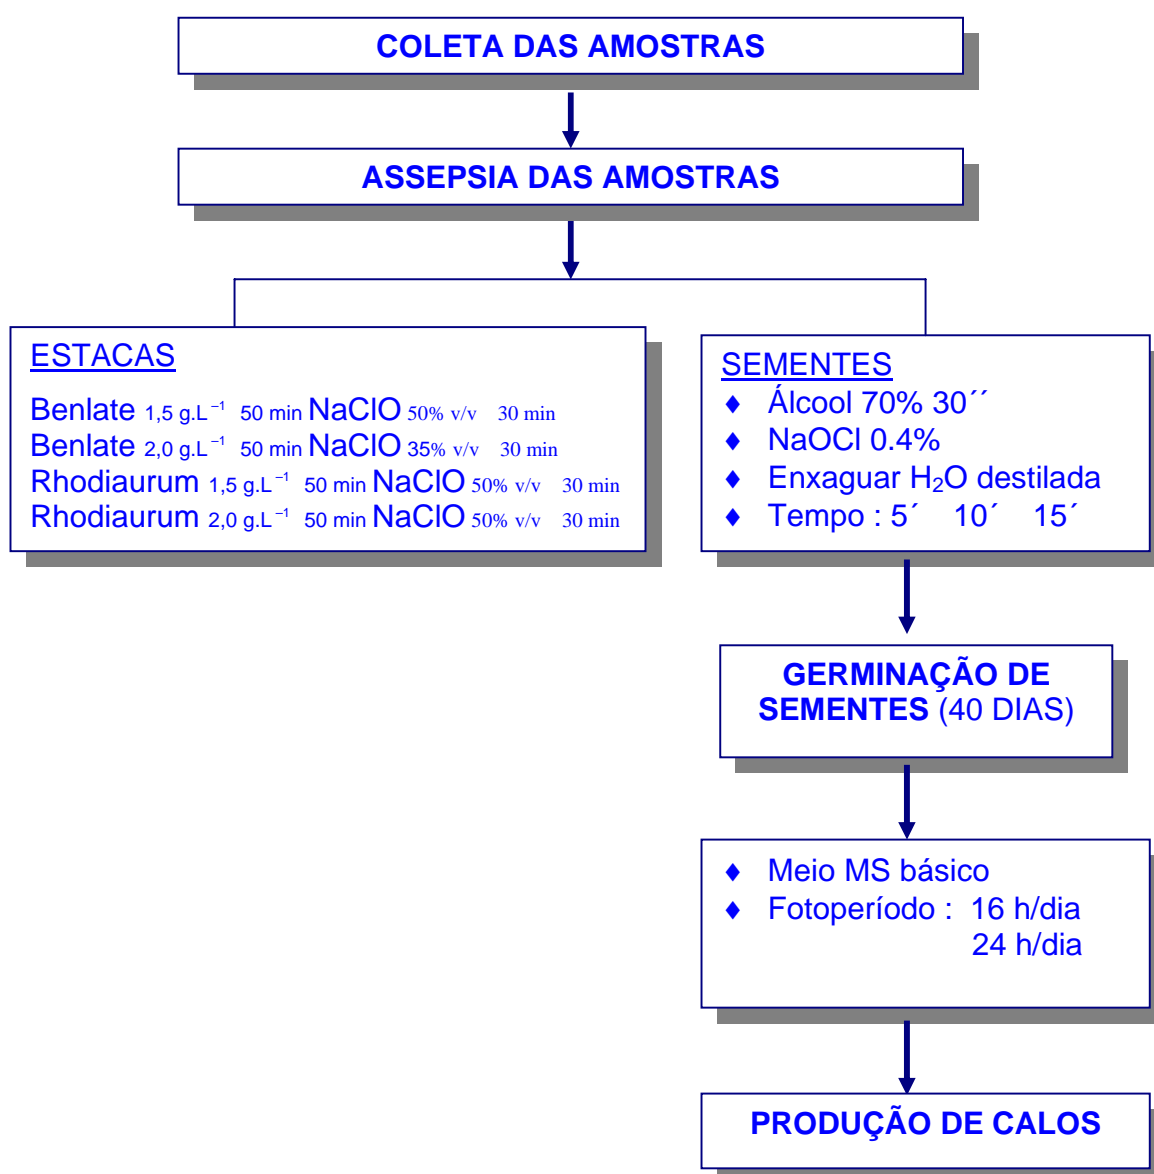 COLETA DAS AMOSTRAS
ASSEPSIA DAS AMOSTRAS
ESTACAS
Benlate 1,5 g.L⁻¹ 50 min NaClO 50% v/v 30 min
Benlate 2,0 g.L⁻¹ 50 min NaClO 35% v/v 30 min
Rhodiaurum 1,5 g.L⁻¹ 50 min NaClO 50% v/v 30 min
Rhodiaurum 2,0 g.L⁻¹ 50 min NaClO 50% v/v 30 min
SEMENTES
♦ Álcool 70% 30´´
♦ NaOCl 0.4%
♦ Enxaguar H₂O destilada
♦ Tempo : 5´ 10´ 15´
GERMINAÇÃO DE
SEMENTES (40 DIAS)
♦ Meio MS básico
♦ Fotoperíodo : 16 h/dia
24 h/dia
PRODUÇÃO DE CALOS